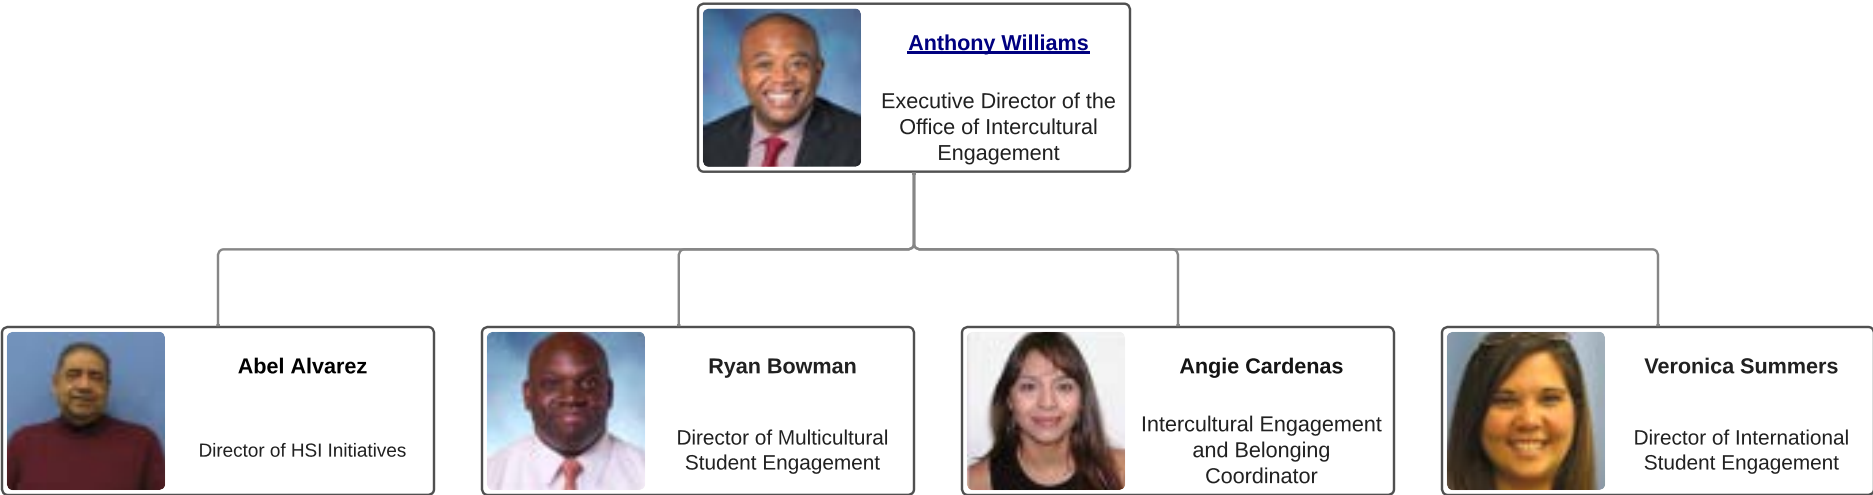 Anthony Williams
Executive Director of the
Office of Intercultural
Engagement
Abel Alvarez
Director of HSI Initiatives
Ryan Bowman
Director of Multicultural
Student Engagement
Angie Cardenas
Intercultural Engagement
and Belonging
Coordinator
Veronica Summers
Director of International
Student Engagement